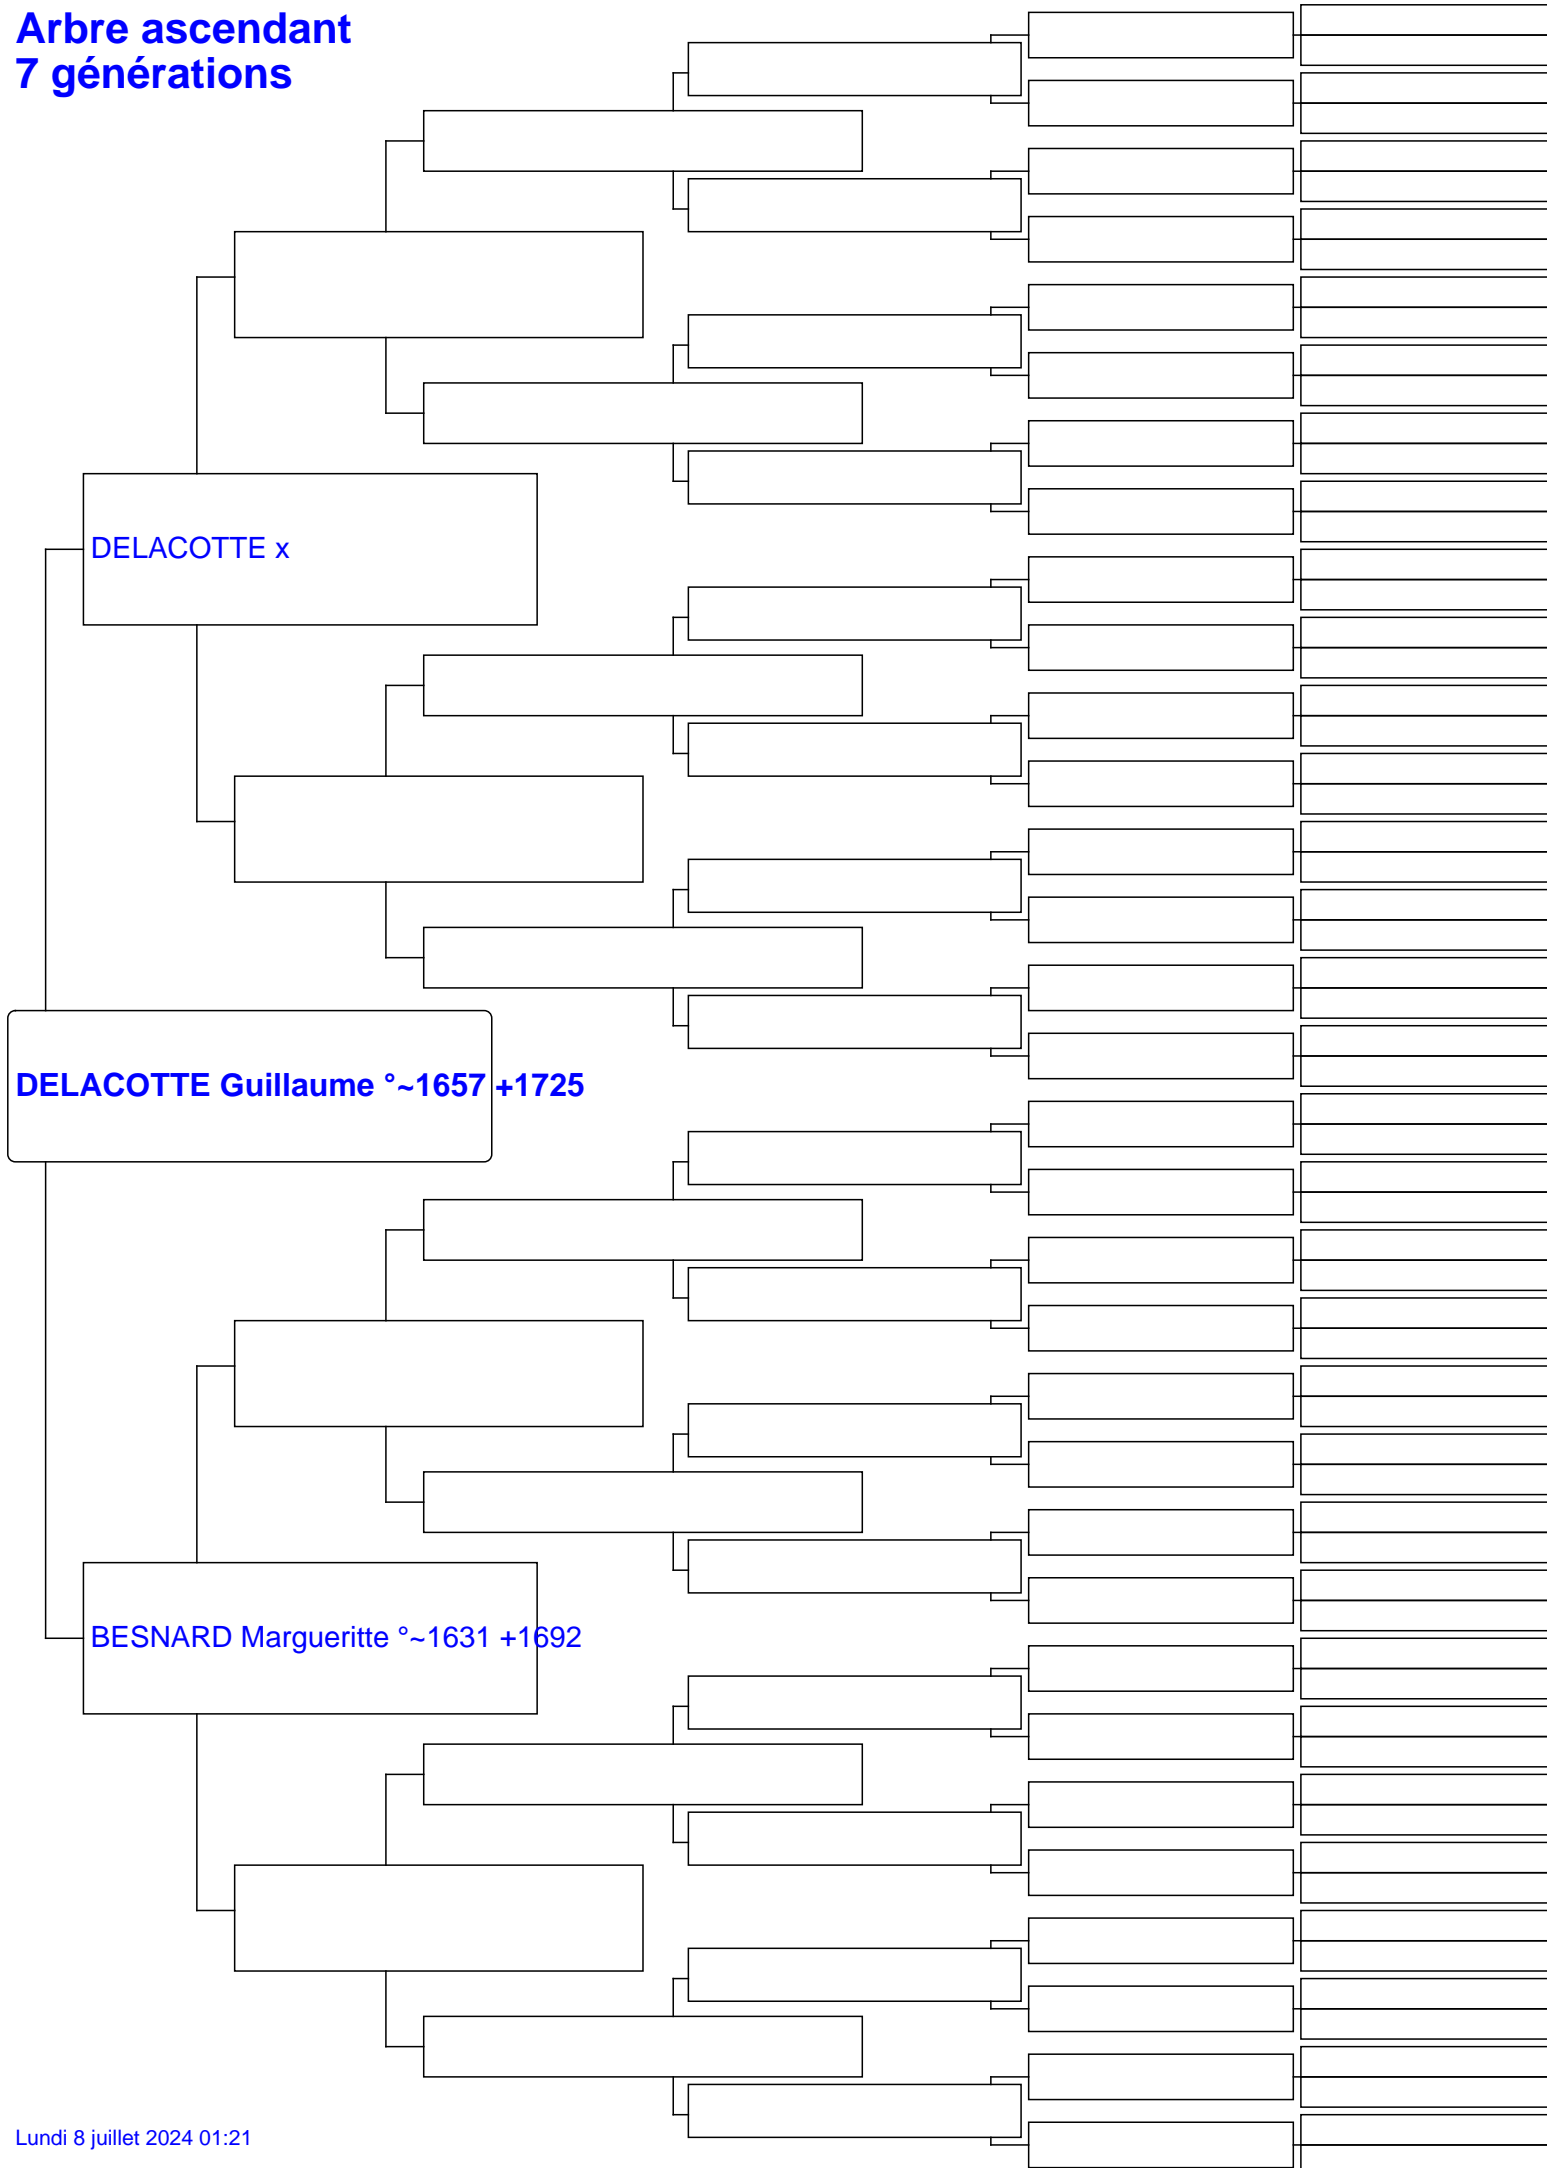 Arbre ascendant
7 générations
DELACOTTE x
DELACOTTE Guillaume °~1657 +1725
BESNARD Margueritte °~1631 +1692
Lundi 8 juillet 2024 01:21